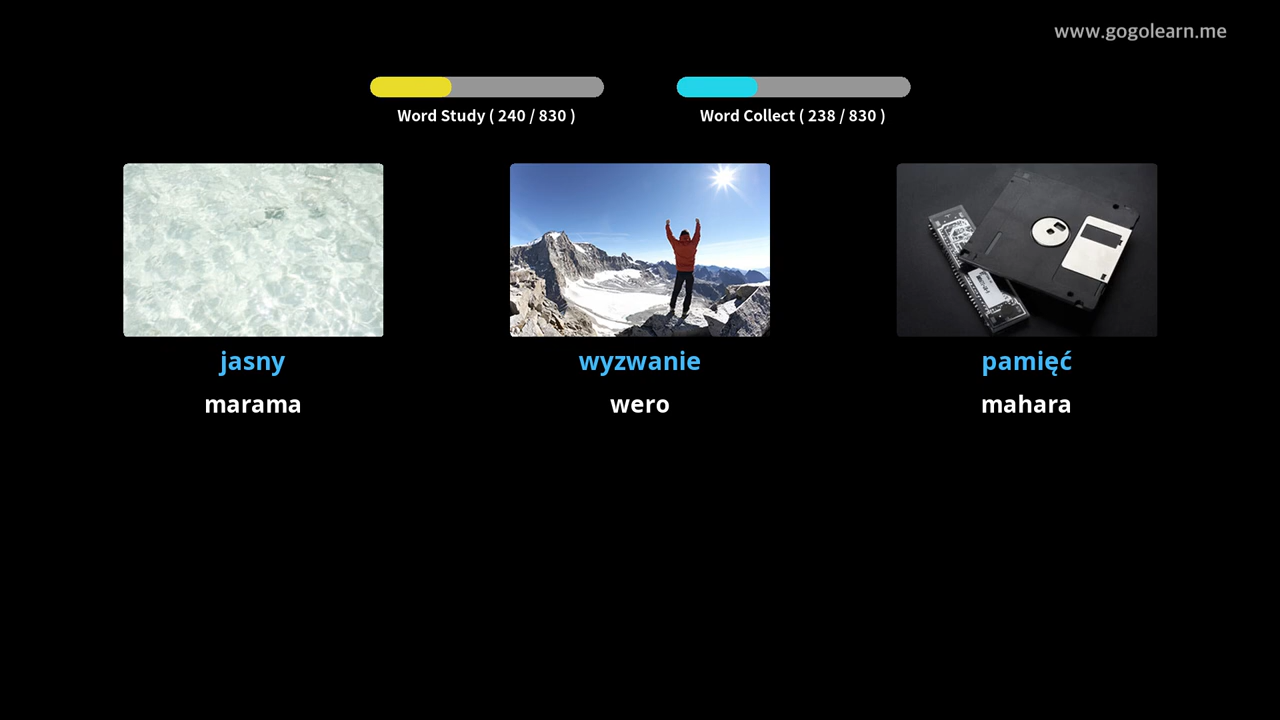 www.gogolearn.me
Word Study ( 240 / 830 )
Word Collect ( 238 / 830 )
jasny
wyzwanie
pamięć
marama
wero
mahara